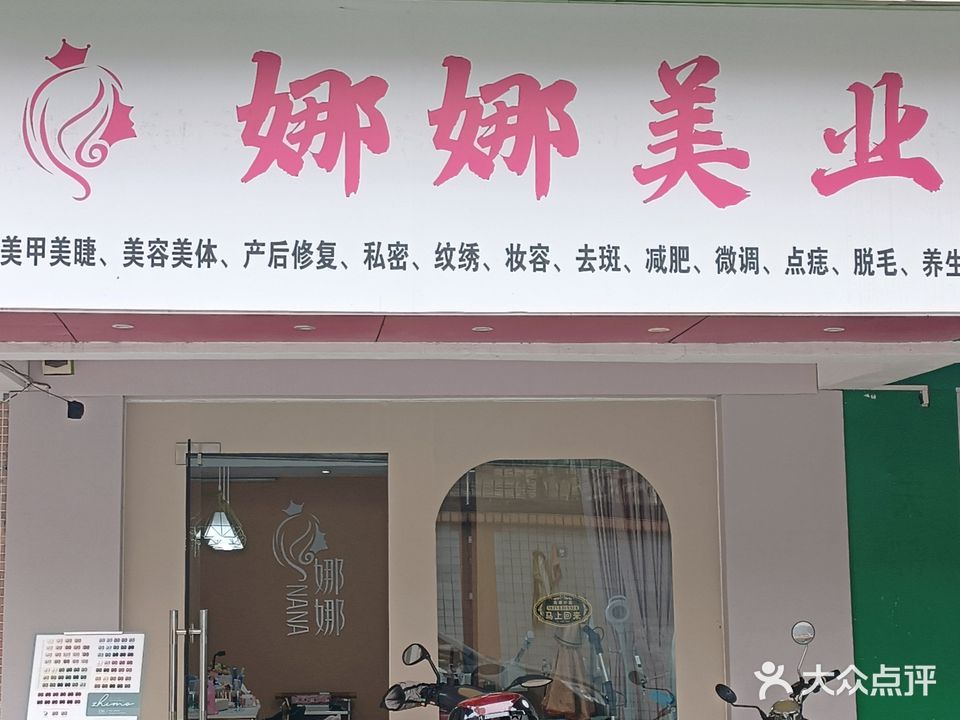 娜娜美业
美甲美睫、美容美体、产后修复、私密、纹绣、妆容、去斑、减肥、微调、点痣、脱毛、养生
NANA
娜娜
马上回来
大众点评